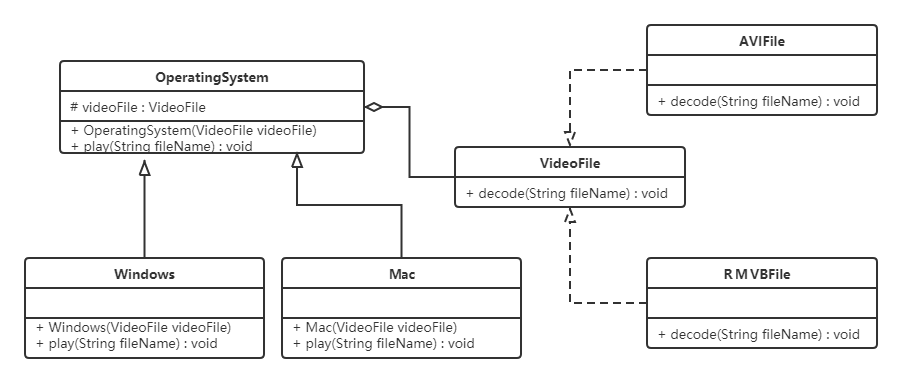 OperatingSystem
# videoFile : VideoFile
+ OperatingSystem(VideoFile videoFile)
+ play(String fileName) : void
AVIFile
+ decode(String fileName) : void
VideoFile
+ decode(String fileName) : void
Windows
+ Windows(VideoFile videoFile)
+ play(String fileName) : void
Mac
+ Mac(VideoFile videoFile)
+ play(String fileName) : void
RMVBFile
+ decode(String fileName) : void